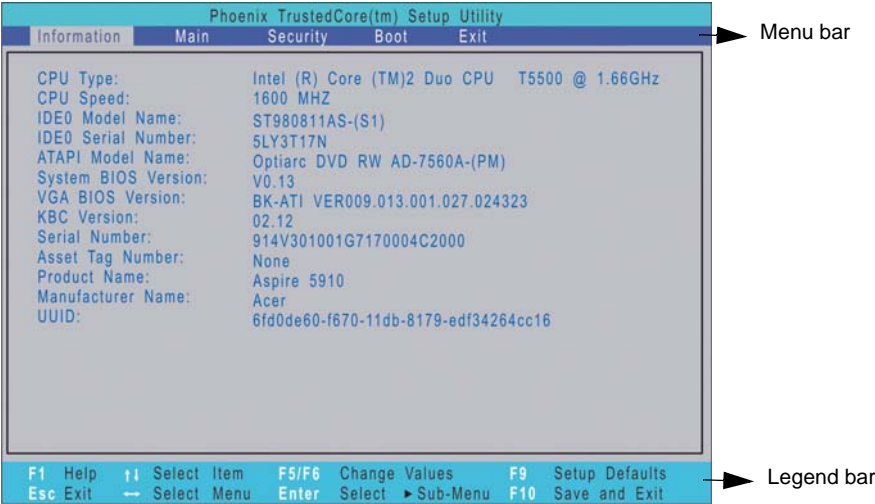 Phoenix TrustedCore(tm) Setup Utility
Information Main Security Boot Exit
Menu bar
CPU Type: Intel (R) Core (TM)2 Duo CPU T5500 @ 1.66GHz
CPU Speed: 1600 MHZ
IDE0 Model Name: ST980811AS-(S1)
IDE0 Serial Number: 5LY3T17N
ATAPI Model Name: Optiarc DVD RW AD-7560A-(PM)
System BIOS Version: V0.13
VGA BIOS Version: BK-ATI VER009.013.001.027.024323
KBC Version: 02.12
Serial Number: 914V301001G7170004C2000
Asset Tag Number: None
Product Name: Aspire 5910
Manufacturer Name: Acer
UUID: 6fd0de60-f670-11db-8179-edf34264cc16
F1 Help ↑↓ Select Item F5/F6 Change Values F9 Setup Defaults
Esc Exit ↔ Select Menu Enter Select ▶Sub-Menu F10 Save and Exit
Legend bar